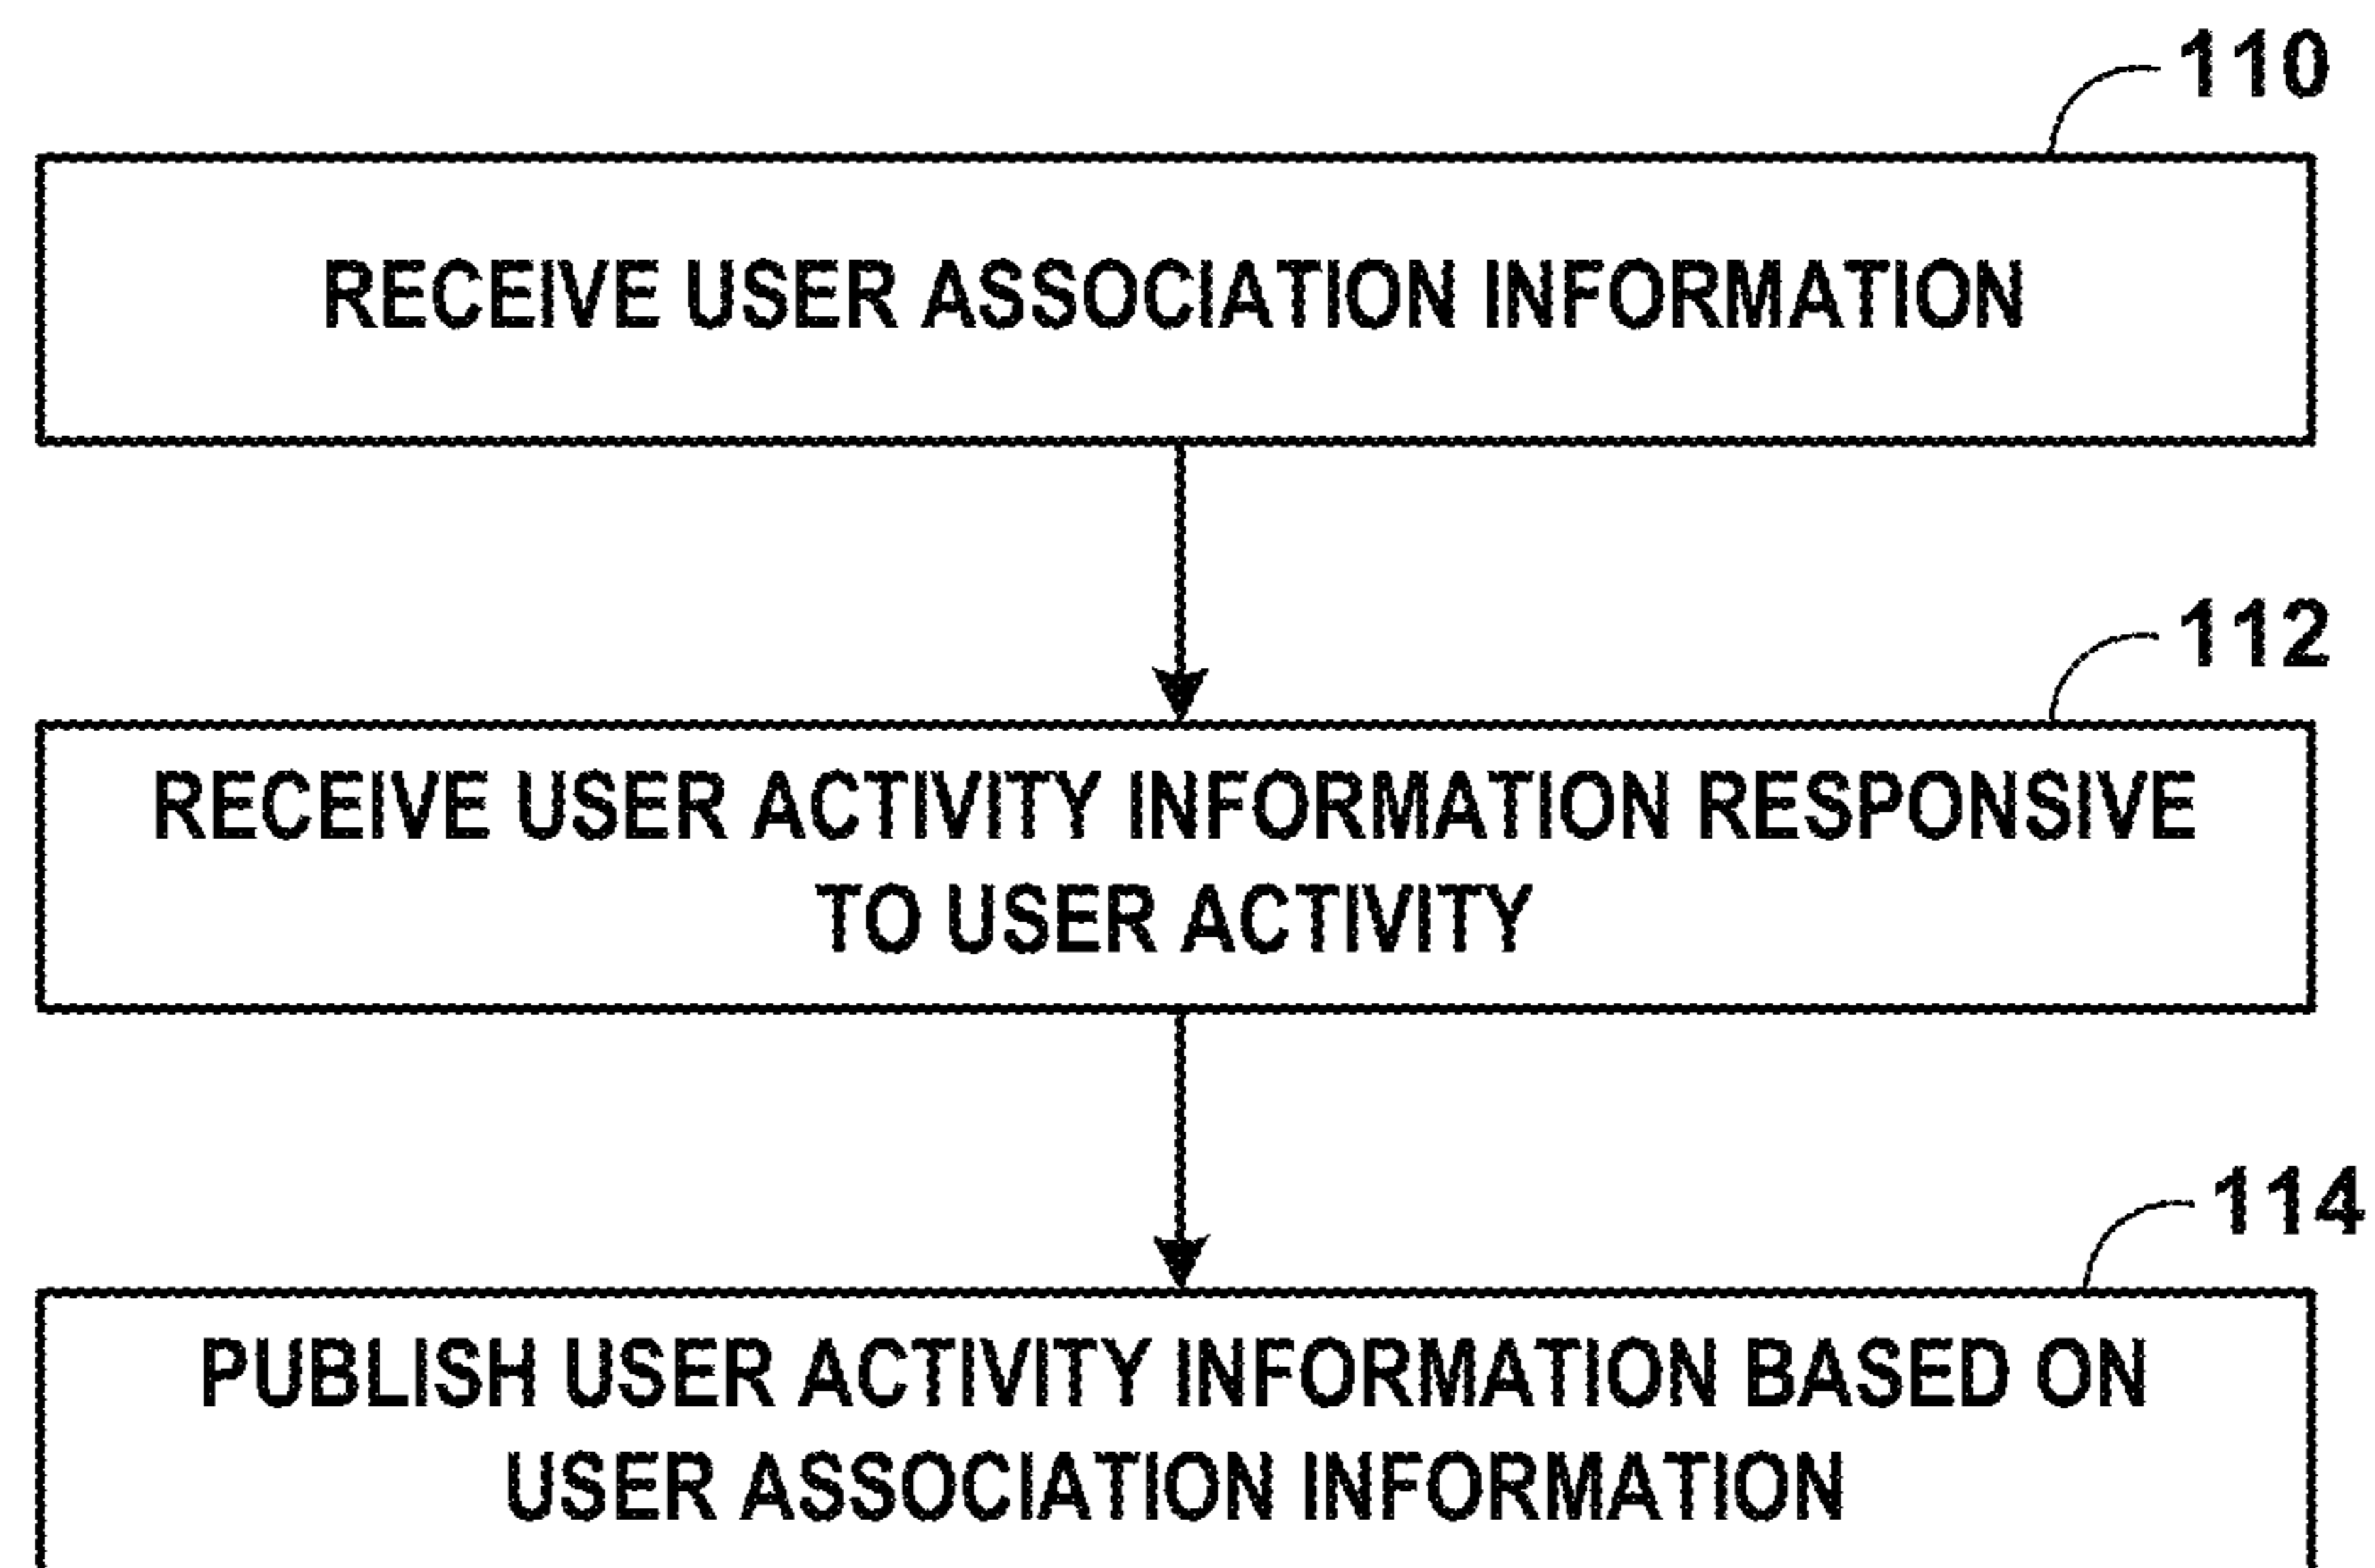 110
RECEIVE USER ASSOCIATION INFORMATION
112
RECEIVE USER ACTIVITY INFORMATION RESPONSIVE
TO USER ACTIVITY
114
PUBLISH USER ACTIVITY INFORMATION BASED ON
USER ASSOCIATION INFORMATION